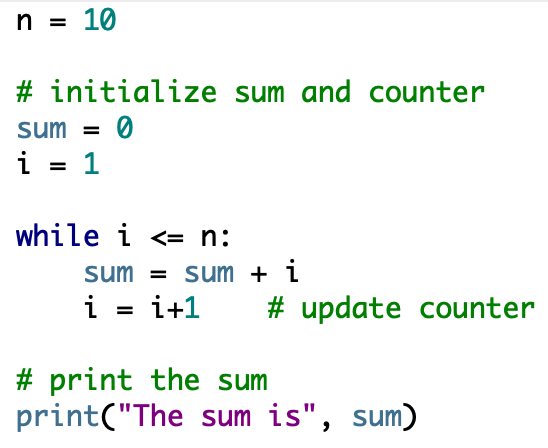 n = 10
# initialize sum and counter
sum = 0
i = 1
while i <= n:
    sum = sum + i
    i = i+1    # update counter
# print the sum
print("The sum is", sum)